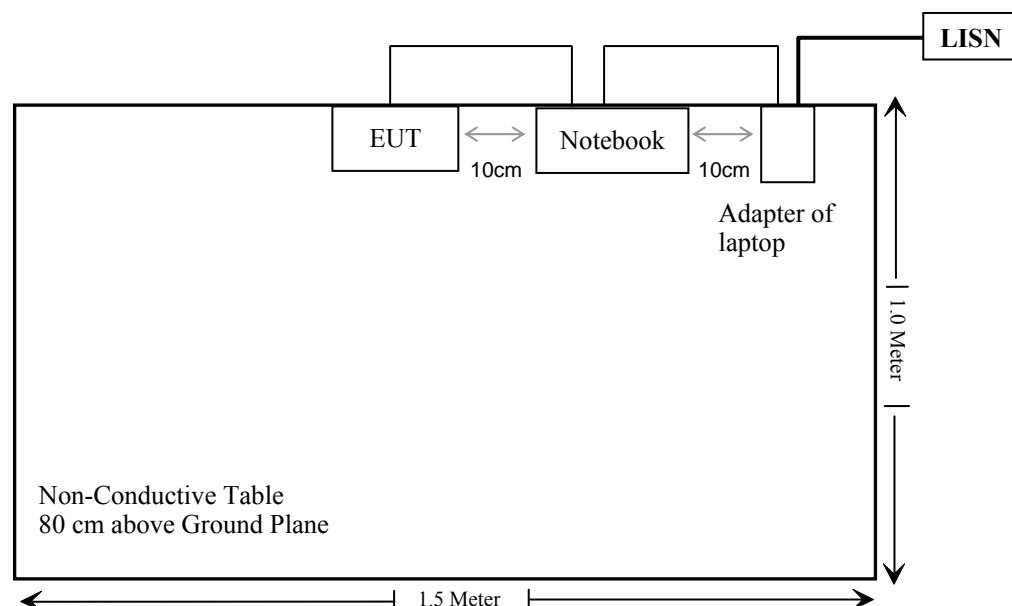 LISN
EUT
Notebook
10cm
10cm
Adapter of
laptop
1.0 Meter
Non-Conductive Table
80 cm above Ground Plane
1.5 Meter